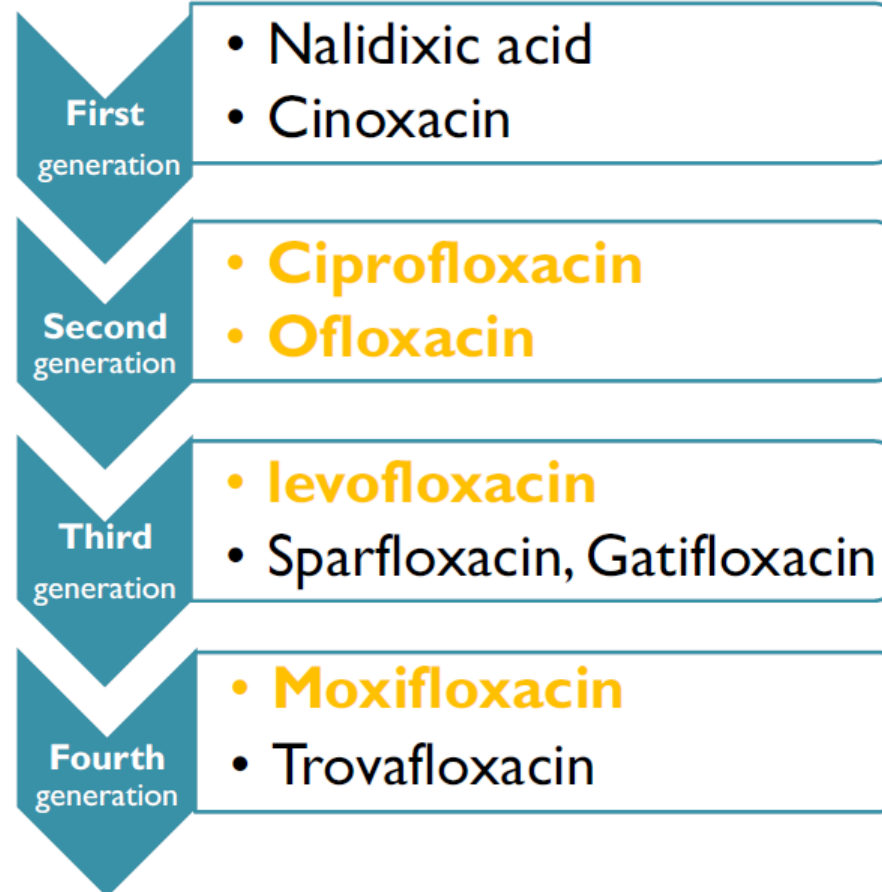 First
generation
• Nalidixic acid
• Cinoxacin
Second
generation
• Ciprofloxacin
• Ofloxacin
Third
generation
• levofloxacin
• Sparfloxacin, Gatifloxacin
Fourth
generation
• Moxifloxacin
• Trovafloxacin